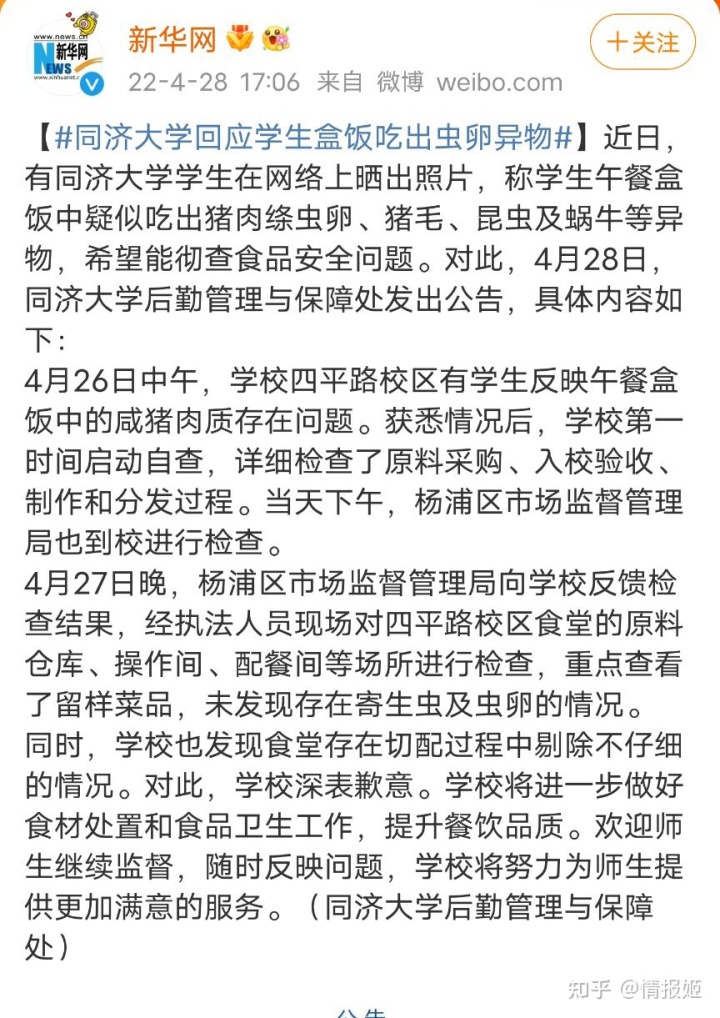 www.news.cn
新华网
NEWS
www.xinhuanet.c
新华网
+关注
22-4-28 17:06 来自 微博 weibo.com
【#同济大学回应学生盒饭吃出虫卵异物#】近日，
有同济大学学生在网络上晒出照片，称学生午餐盒
饭中疑似吃出猪肉绦虫卵、猪毛、昆虫及蜗牛等异
物，希望能彻查食品安全问题。对此，4月28日，
同济大学后勤管理与保障处发出公告，具体内容如
下：
4月26日中午，学校四平路校区有学生反映午餐盒
饭中的咸猪肉质存在问题。获悉情况后，学校第一
时间启动自查，详细检查了原料采购、入校验收、
制作和分发过程。当天下午，杨浦区市场监督管理
局也到校进行检查。
4月27日晚，杨浦区市场监督管理局向学校反馈检
查结果，经执法人员现场对四平路校区食堂的原料
仓库、操作间、配餐间等场所进行检查，重点查看
了留样菜品，未发现存在寄生虫及虫卵的情况。
同时，学校也发现食堂存在切配过程中剔除不仔细
的情况。对此，学校深表歉意。学校将进一步做好
食材处置和食品卫生工作，提升餐饮品质。欢迎师
生继续监督，随时反映问题，学校将努力为师生提
供更加满意的服务。（同济大学后勤管理与保障
处）
知乎 @情报姬
公告